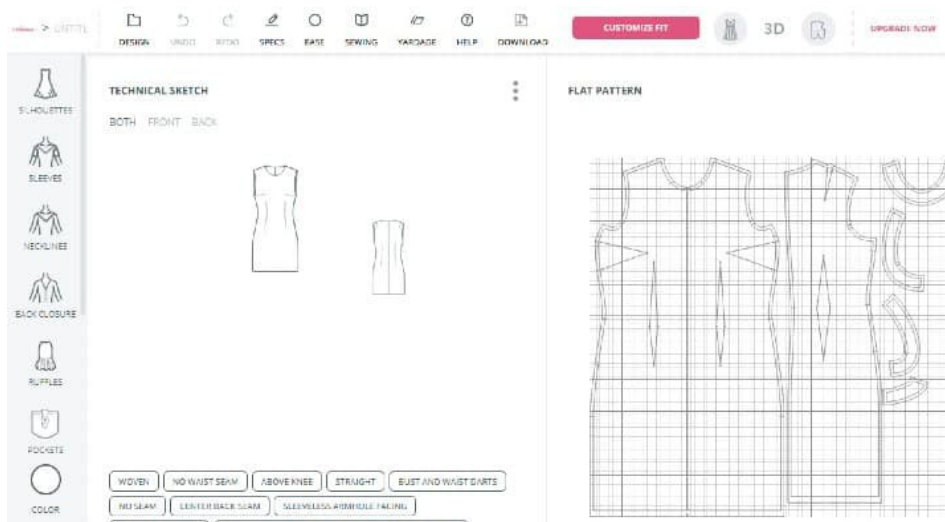 > UNTITL
DESIGN UNDO REDO SPECS EASE SEWING YARDAGE HELP DOWNLOAD
CUSTOMIZE FIT
3D
UPGRADE NOW
SILHOUETTES
SLEEVES
NECKLINES
BACK CLOSURE
RUFFLES
POCKETS
COLOR
TECHNICAL SKETCH
BOTH FRONT BACK
WOVEN NO WAIST SEAM ABOVE KNEE STRAIGHT BUST AND WAIST DARTS
NO SEAM CENTER BACK SEAM SLEEVELESS ARMHOLE FACING
FLAT PATTERN